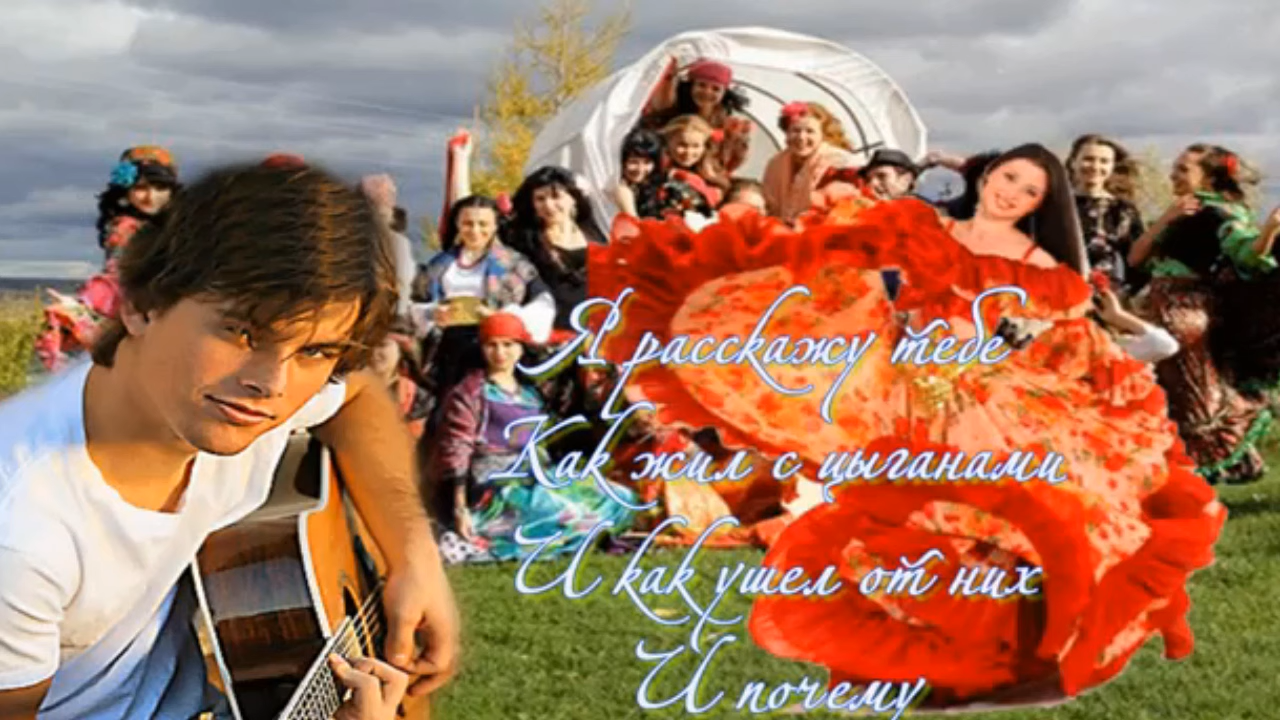 Я расскажу тебе
Как жил с цыганами
И как ушел от них
И почему